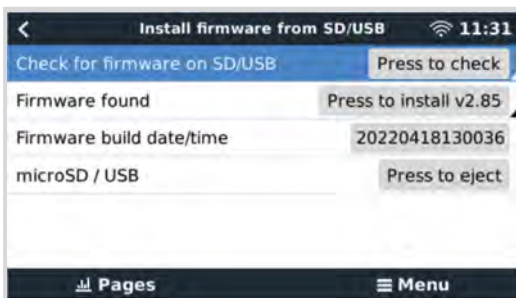 Install firmware from SD/USB 11:31
Check for firmware on SD/USB Press to check
Firmware found Press to install v2.85
Firmware build date/time 20220418130036
microSD / USB Press to eject
Pages Menu